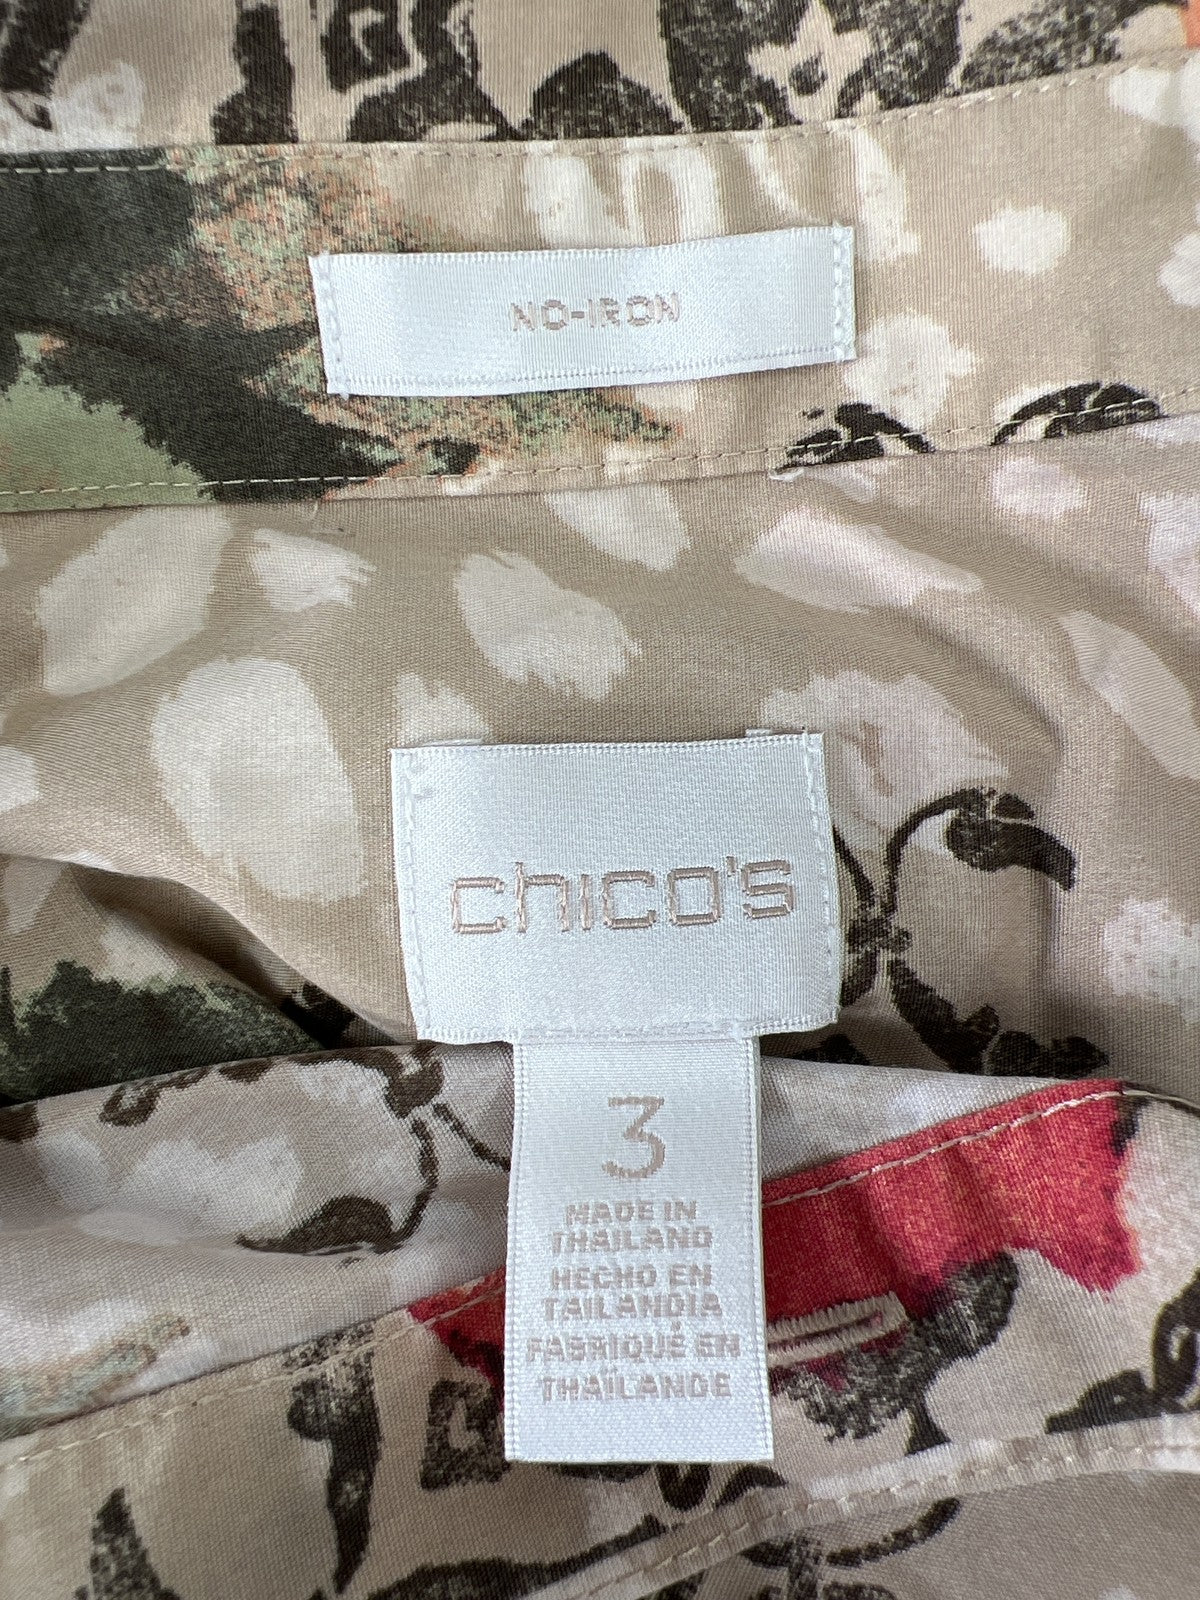 NO-IRON
chico's
3
MADE IN
THAILAND
HECHO EN
TAILANDIA
FABRIQUÉ EN
THAÏLANDE